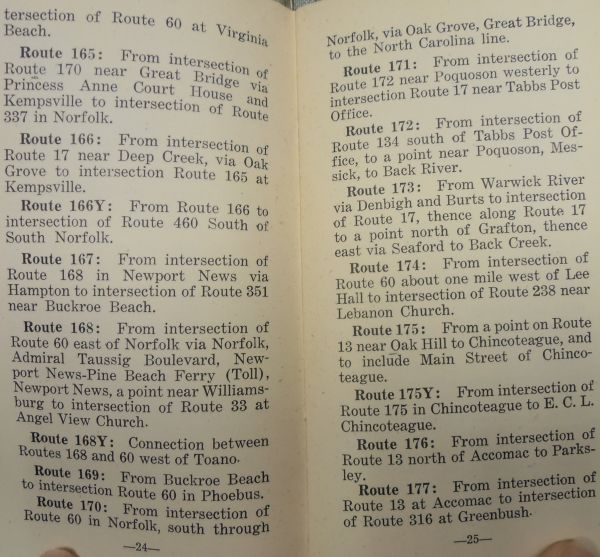 tersection of Route 60 at Virginia
Beach.
Route 165: From intersection of
Route 170 near Great Bridge via
Princess Anne Court House and
Kempsville to intersection of Route
337 in Norfolk.
Route 166: From intersection of
Route 17 near Deep Creek, via Oak
Grove to intersection Route 165 at
Kempsville.
Route 166Y: From Route 166 to
intersection of Route 460 South of
South Norfolk.
Route 167: From intersection of
Route 168 in Newport News via
Hampton to intersection of Route 351
near Buckroe Beach.
Route 168: From intersection of
Route 60 east of Norfolk via Norfolk,
Admiral Taussig Boulevard, New-
port News-Pine Beach Ferry (Toll),
Newport News, a point near Williams-
burg to intersection of Route 33 at
Angel View Church.
Route 168Y: Connection between
Routes 168 and 60 west of Toano.
Route 169: From Buckroe Beach
to intersection Route 60 in Phoebus.
Route 170: From intersection of
Route 60 in Norfolk, south through
—24—
Norfolk, via Oak Grove, Great Bridge,
to the North Carolina line.
Route 171: From intersection of
Route 172 near Poquoson westerly to
intersection Route 17 near Tabbs Post
Office.
Route 172: From intersection of
Route 134 south of Tabbs Post Of-
fice, to a point near Poquoson, Mes-
sick, to Back River.
Route 173: From Warwick River
via Denbigh and Burts to intersection
of Route 17, thence along Route 17
to a point north of Grafton, thence
east via Seaford to Back Creek.
Route 174: From intersection of
Route 60 about one mile west of Lee
Hall to intersection of Route 238 near
Lebanon Church.
Route 175: From a point on Route
13 near Oak Hill to Chincoteague, and
to include Main Street of Chinco-
teague.
Route 175Y: From intersection of
Route 175 in Chincoteague to E. C. L.
Chincoteague.
Route 176: From intersection of
Route 13 north of Accomac to Parks-
ley.
Route 177: From intersection of
Route 13 at Accomac to intersection
of Route 316 at Greenbush.
—25—